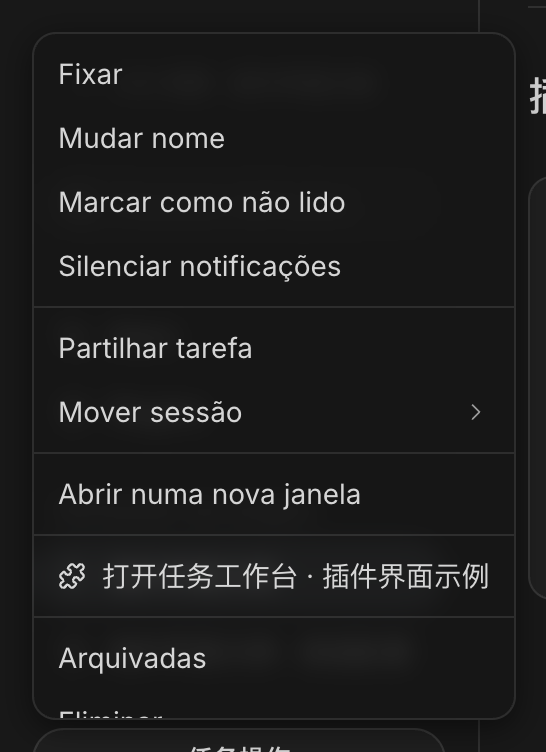 Fixar
Mudar nome
Marcar como não lido
Silenciar notificações
Partilhar tarefa
Mover sessão
Abrir numa nova janela
打开任务工作台 · 插件界面示例
Arquivadas
Eliminar